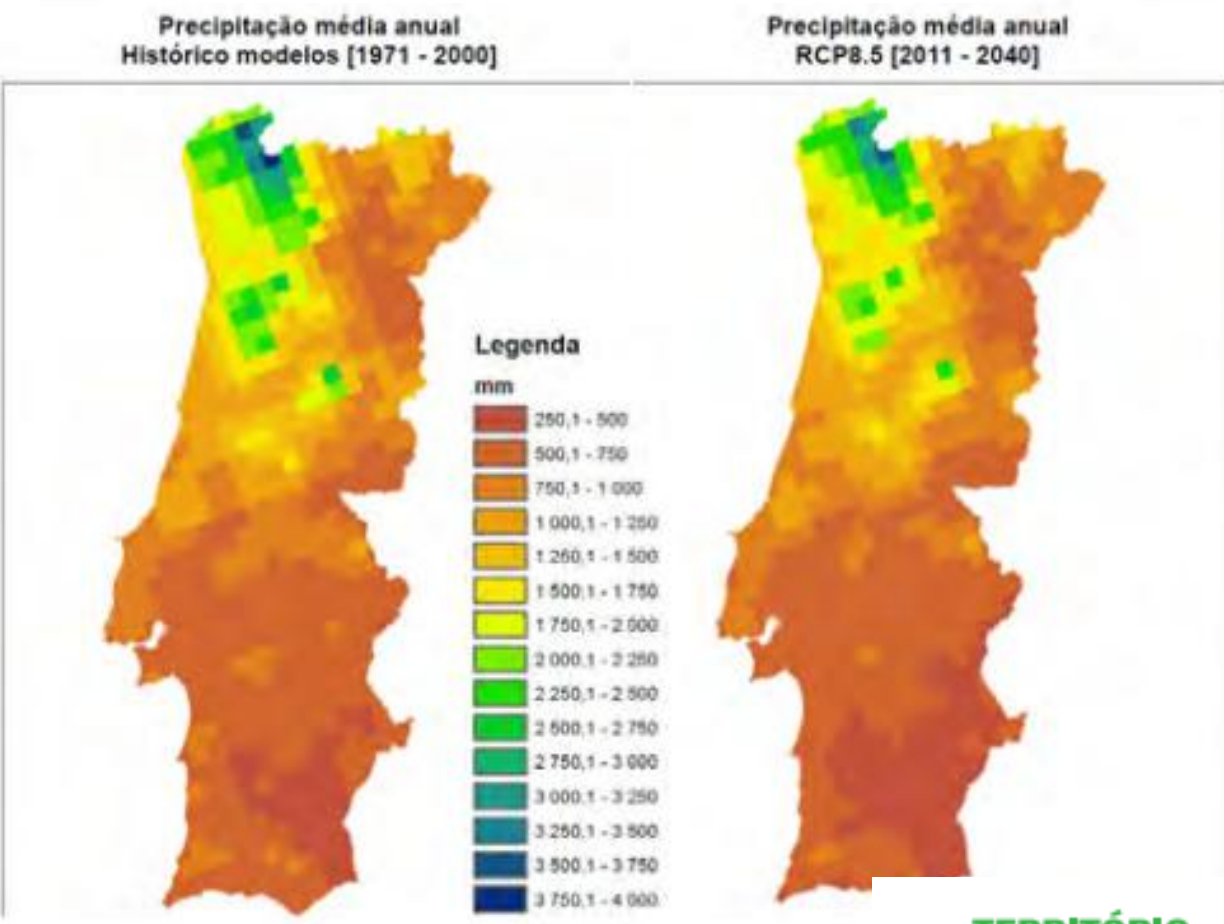 Precipitação média anual
Histórico modelos [1971 - 2000]
Precipitação média anual
RCP8.5 [2011 - 2040]
Legenda
mm
250,1 - 500
500,1 - 750
750,1 - 1 000
1 000,1 - 1 250
1 250,1 - 1 500
1 500,1 - 1 750
1 750,1 - 2 000
2 000,1 - 2 250
2 250,1 - 2 500
2 500,1 - 2 750
2 750,1 - 3 000
3 000,1 - 3 250
3 250,1 - 3 500
3 500,1 - 3 750
3 750,1 - 4 000